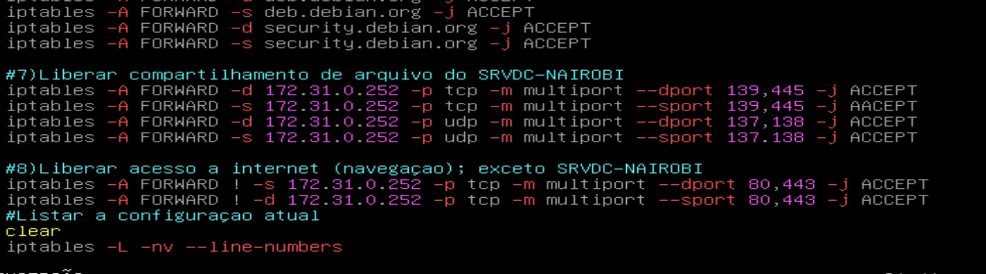 iptables -A FORWARD -s deb.debian.org -j ACCEPT
iptables -A FORWARD -d security.debian.org -j ACCEPT
iptables -A FORWARD -s security.debian.org -j ACCEPT
#7)Liberar compartilhamento de arquivo do SRVDC-NAIROBI
iptables -A FORWARD -d 172.31.0.252 -p tcp -m multiport --dport 139,445 -j ACCEPT
iptables -A FORWARD -s 172.31.0.252 -p tcp -m multiport --sport 139,445 -j AACEPT
iptables -A FORWARD -d 172.31.0.252 -p udp -m multiport --dport 137,138 -j ACCEPT
iptables -A FORWARD -s 172.31.0.252 -p udp -m multiport --sport 137.138 -j ACCEPT
#8)Liberar acesso a internet (navegaçao); exceto SRVDC-NAIROBI
iptables -A FORWARD ! -s 172.31.0.252 -p tcp -m multiport --dport 80,443 -j ACCEPT
iptables -A FORWARD ! -d 172.31.0.252 -p tcp -m multiport --sport 80,443 -j ACCEPT
#Listar a configuraçao atual
clear
iptables -L -nv --line-numbers